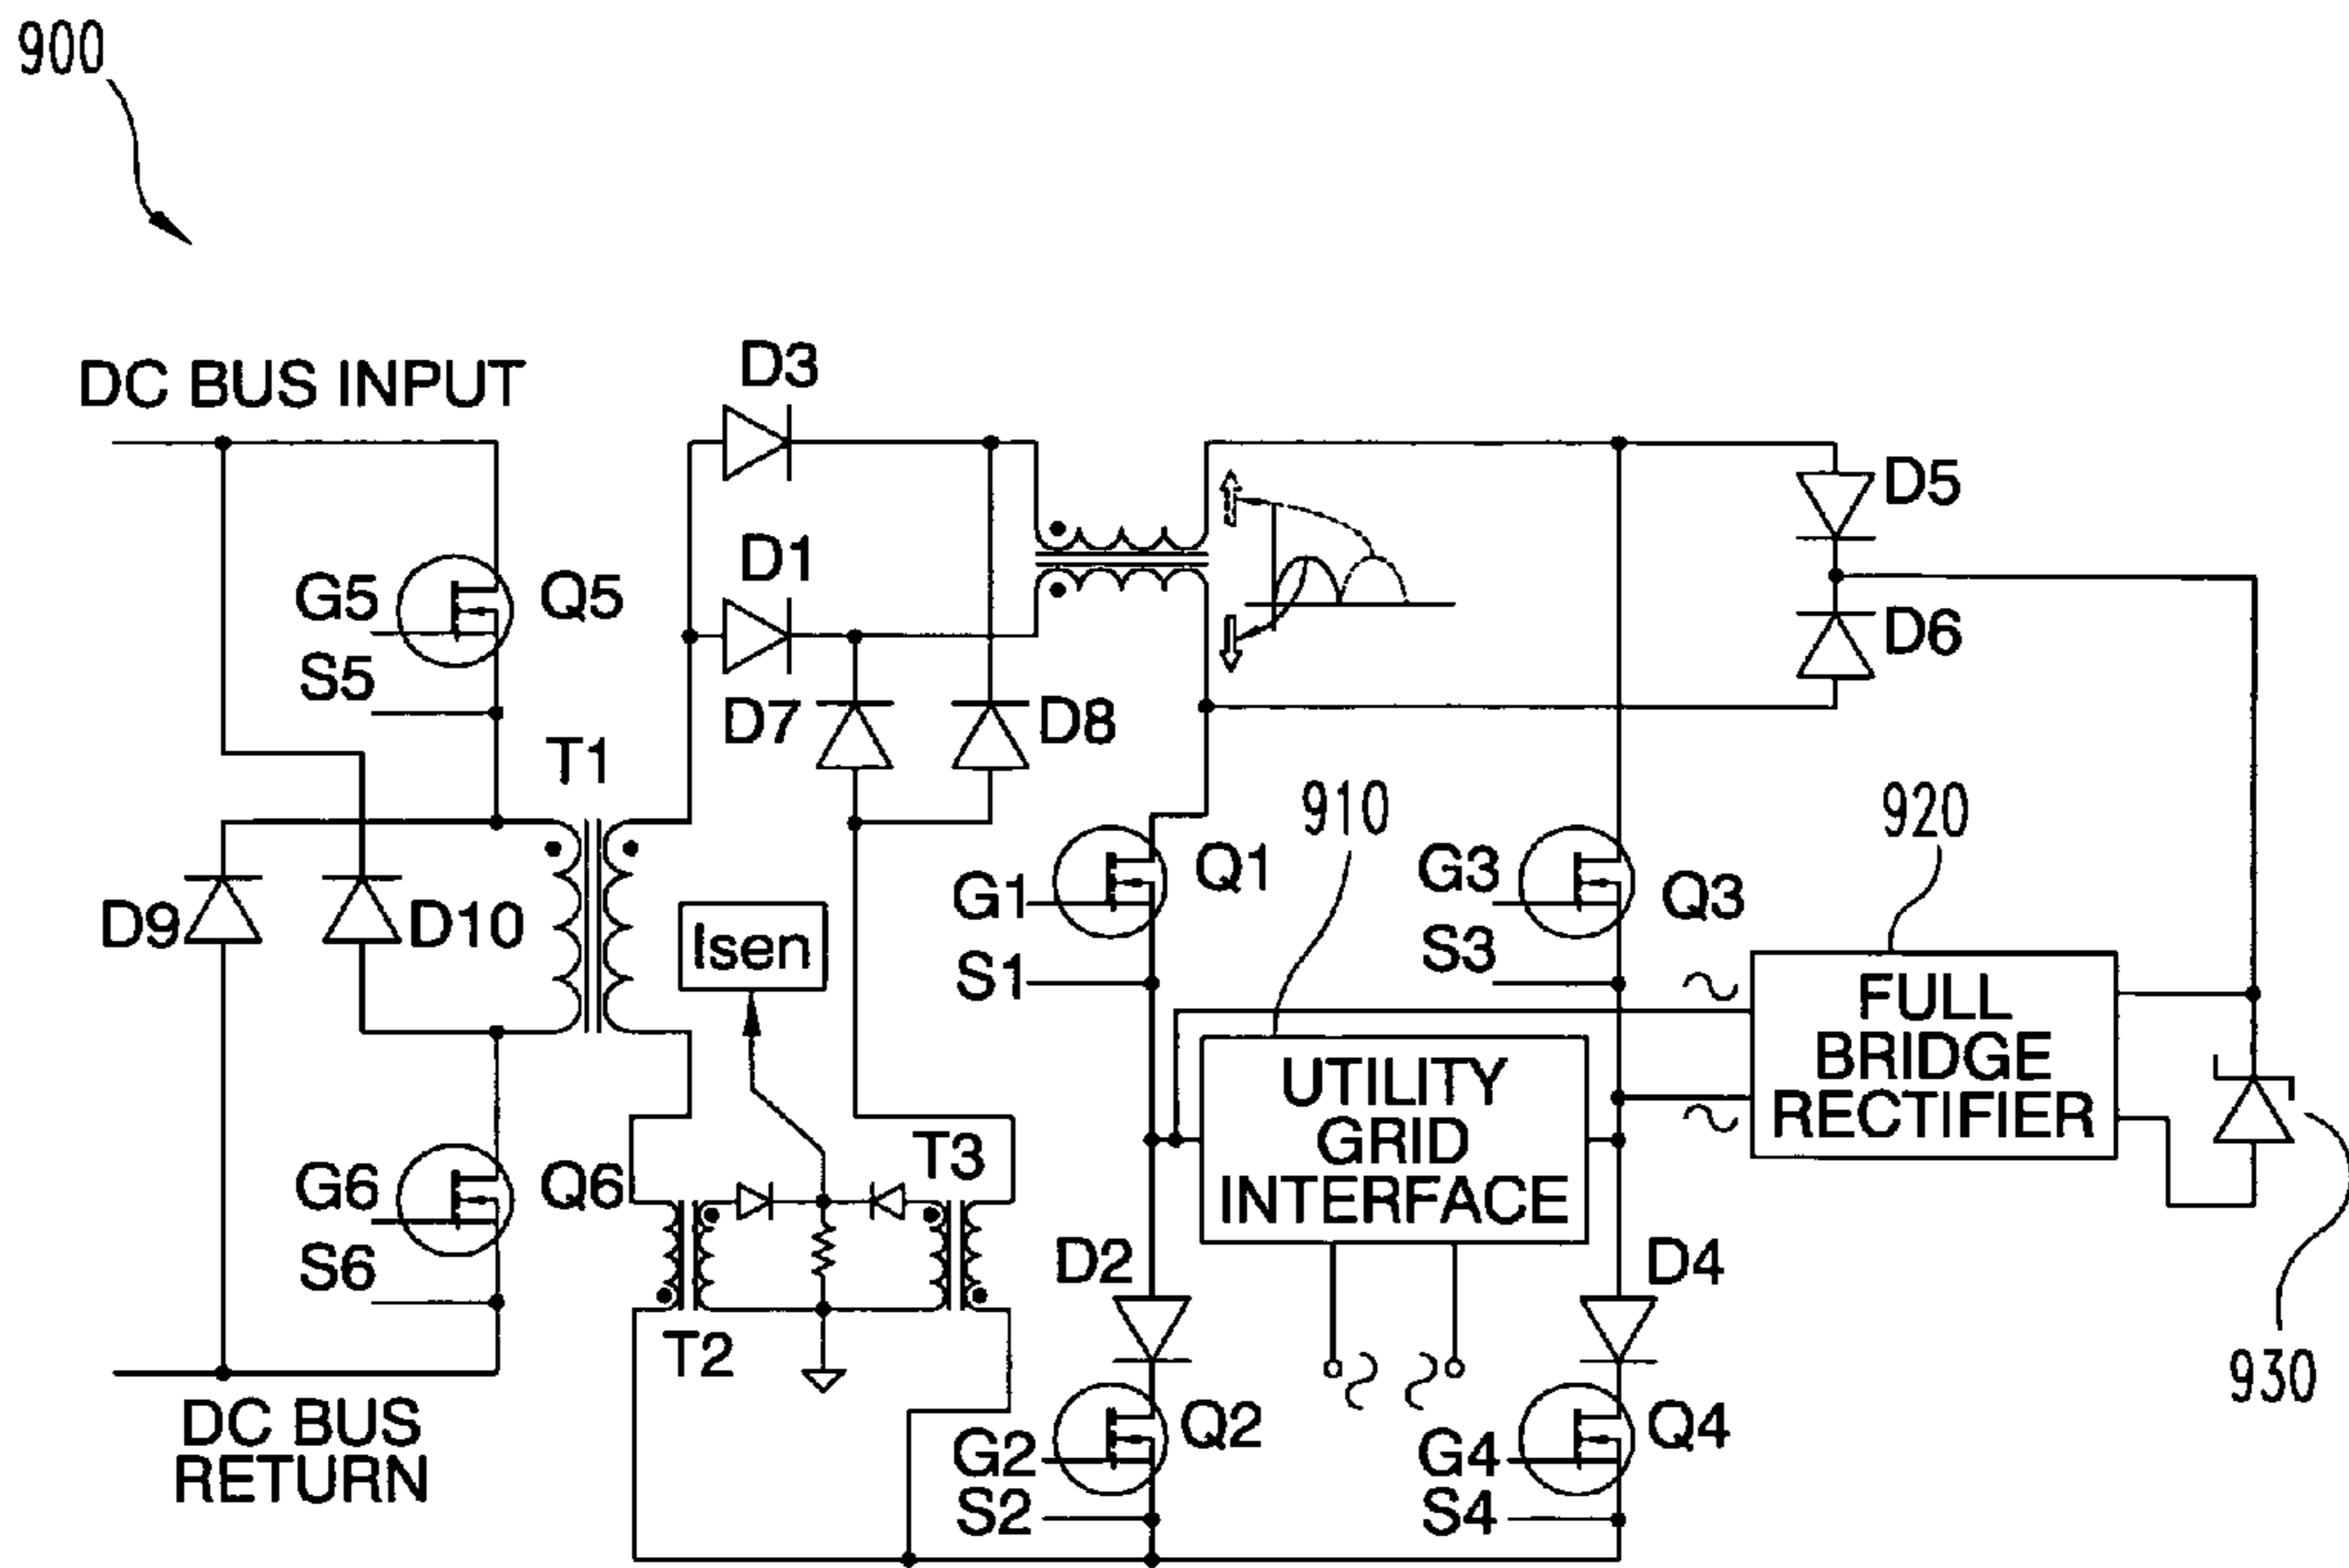 900
DC BUS INPUT
D3
D5
G5
Q5
D1
S5
D6
D7
D8
T1
910
920
G1
Q1
G3
Q3
D9
D10
Isen
S1
S3
FULL
BRIDGE
RECTIFIER
UTILITY
GRID
INTERFACE
T3
G6
Q6
S6
D2
D4
T2
930
DC BUS
RETURN
G2
Q2
G4
Q4
S2
S4